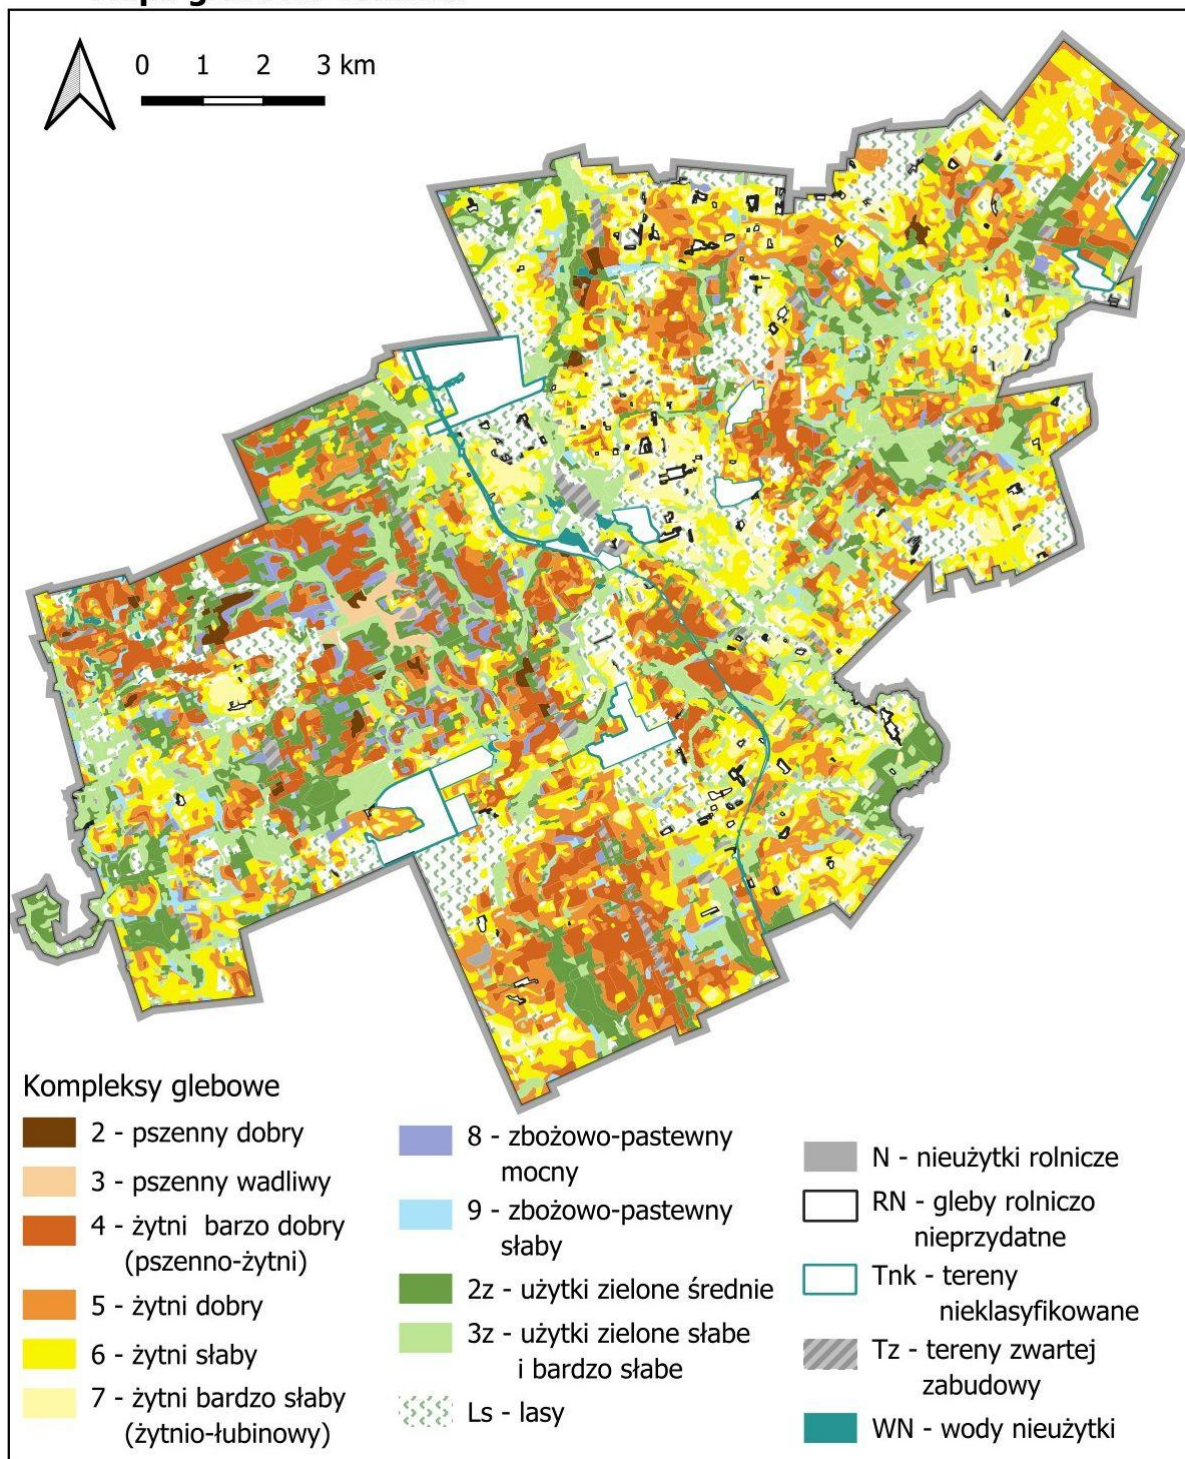 0 1 2 3 km
Kompleksy glebowe
2 - pszenny dobry
3 - pszenny wadliwy
4 - żytni barzo dobry
(pszenno-żytni)
5 - żytni dobry
6 - żytni słaby
7 - żytni bardzo słaby
(żytnio-łubinowy)
8 - zbożowo-pastewny
mocny
9 - zbożowo-pastewny
słaby
2z - użytki zielone średnie
3z - użytki zielone słabe
i bardzo słabe
Ls - lasy
N - nieużytki rolnicze
RN - gleby rolniczo
nieprzydatne
Tnk - tereny
nieklasyfikowane
Tz - tereny zwartej
zabudowy
WN - wody nieużytki